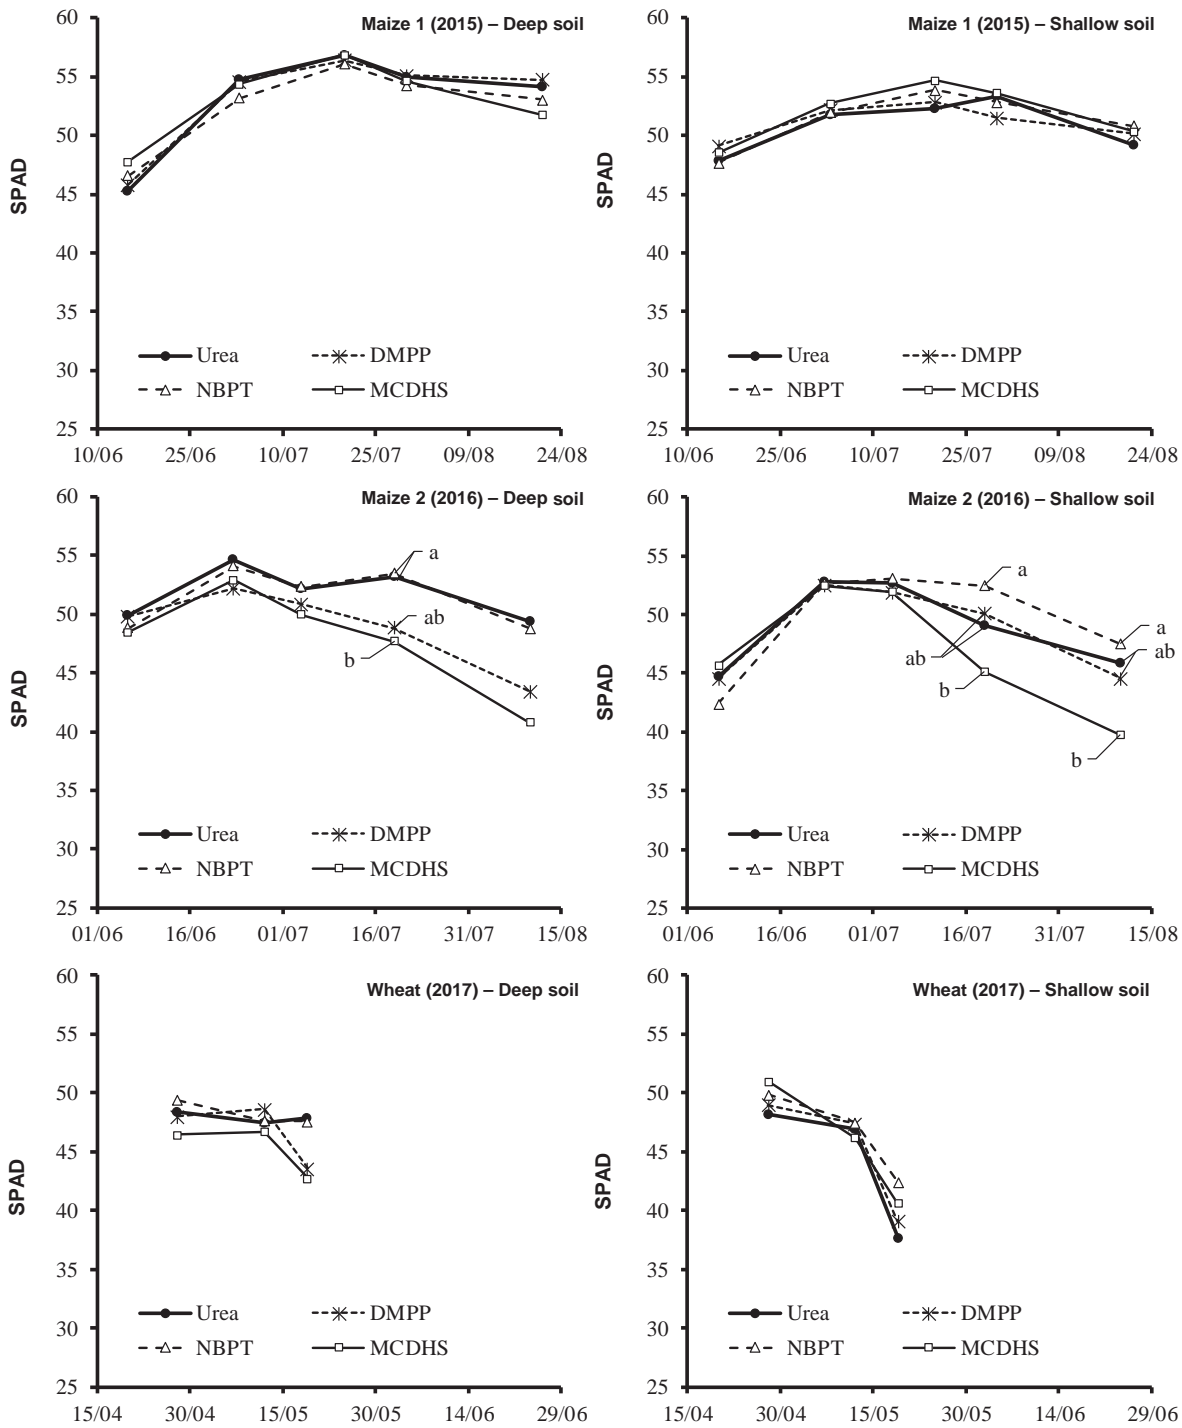 Maize 1 (2015) – Deep soil
60
55
50
45
40
35
30
25
SPAD
Urea
DMPP
NBPT
MCDHS
10/06 25/06 10/07 25/07 09/08 24/08
Maize 1 (2015) – Shallow soil
60
55
50
45
40
35
30
25
SPAD
Urea
DMPP
NBPT
MCDHS
10/06 25/06 10/07 25/07 09/08 24/08
Maize 2 (2016) – Deep soil
60
55
50
45
40
35
30
25
SPAD
a
ab
b
Urea
DMPP
NBPT
MCDHS
01/06 16/06 01/07 16/07 31/07 15/08
Maize 2 (2016) – Shallow soil
60
55
50
45
40
35
30
25
SPAD
a
a
ab
ab
b
b
Urea
DMPP
NBPT
MCDHS
01/06 16/06 01/07 16/07 31/07 15/08
Wheat (2017) – Deep soil
60
55
50
45
40
35
30
25
SPAD
Urea
DMPP
NBPT
MCDHS
15/04 30/04 15/05 30/05 14/06 29/06
Wheat (2017) – Shallow soil
60
55
50
45
40
35
30
25
SPAD
Urea
DMPP
NBPT
MCDHS
15/04 30/04 15/05 30/05 14/06 29/06